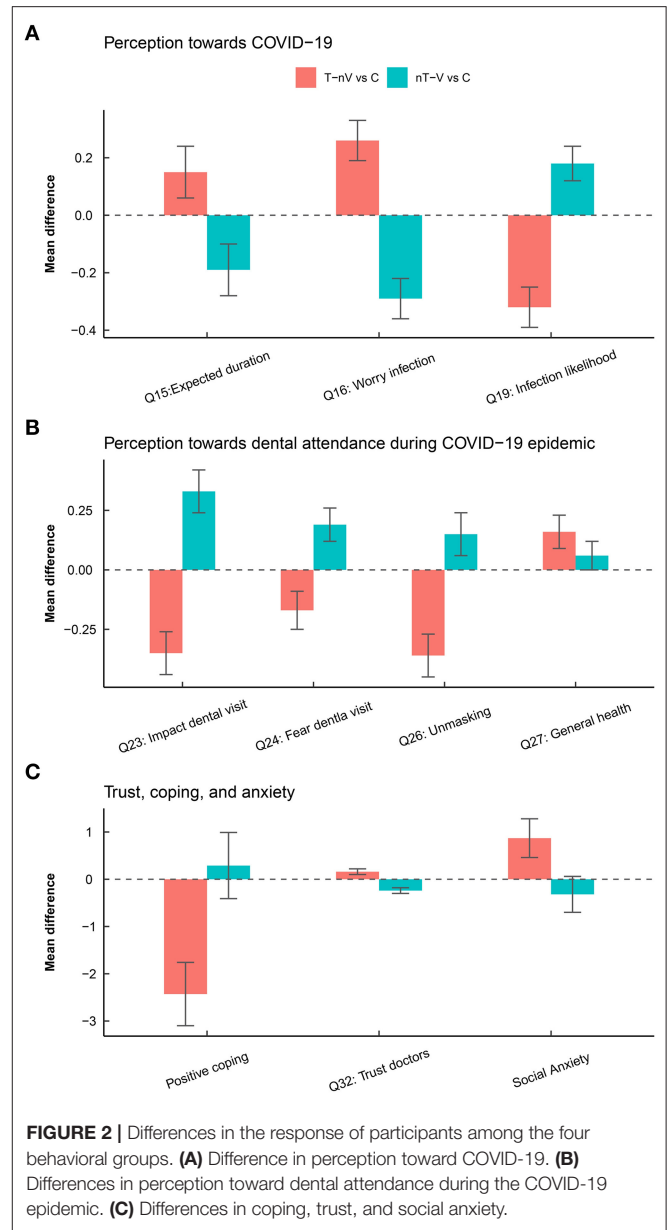 A
Perception towards COVID−19
T−nV vs C nT−V vs C
Mean difference
0.2
0.0
−0.2
−0.4
Q15:Expected duration
Q16: Worry infection
Q19: Infection likelihood
B
Perception towards dental attendance during COVID−19 epidemic
Mean difference
0.25
0.00
−0.25
Q23: Impact dental visit
Q24: Fear dentla visit
Q26: Unmasking
Q27: General health
C
Trust, coping, and anxiety
Mean difference
1
0
−1
−2
−3
Positive coping
Q32: Trust doctors
Social Anxiety
FIGURE 2 | Differences in the response of participants among the four
behavioral groups. (A) Difference in perception toward COVID-19. (B)
Differences in perception toward dental attendance during the COVID-19
epidemic. (C) Differences in coping, trust, and social anxiety.